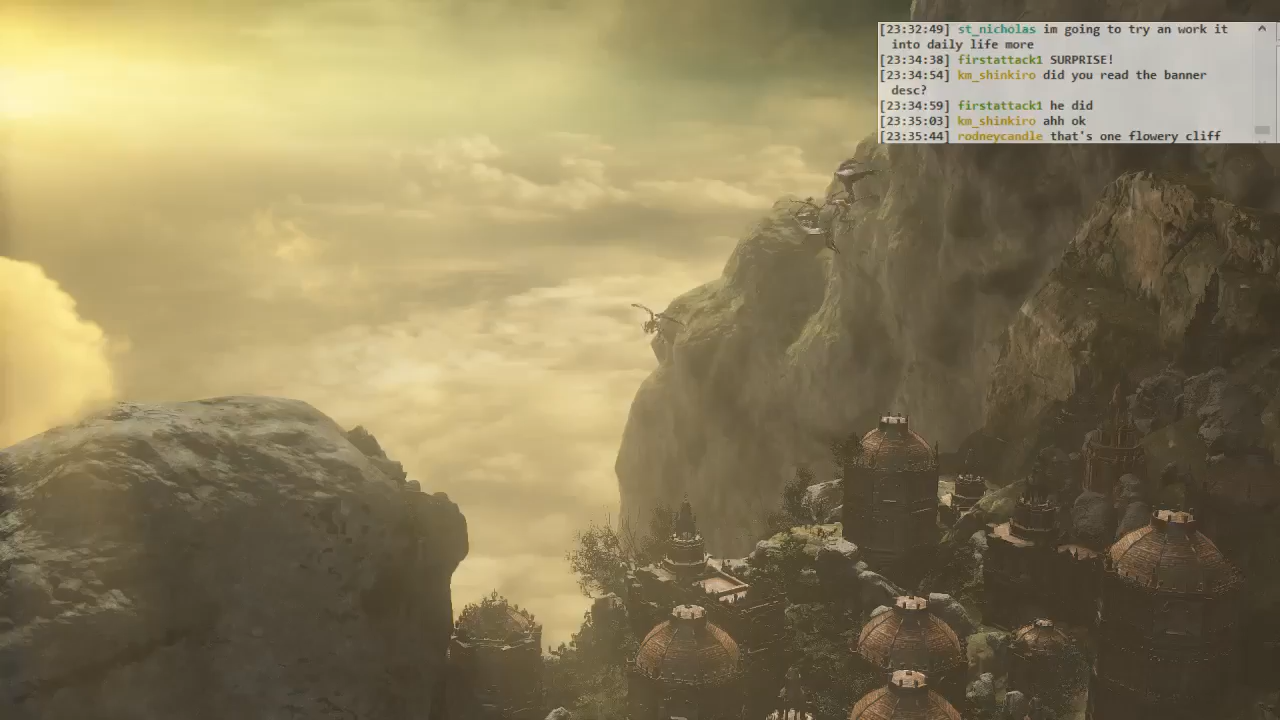 [23:32:49] st_nicholas im going to try an work it
into daily life more
[23:34:38] firstattack1 SURPRISE!
[23:34:54] km_shinkiro did you read the banner
desc?
[23:34:59] firstattack1 he did
[23:35:03] km_shinkiro ahh ok
[23:35:44] rodneycandle that's one flowery cliff